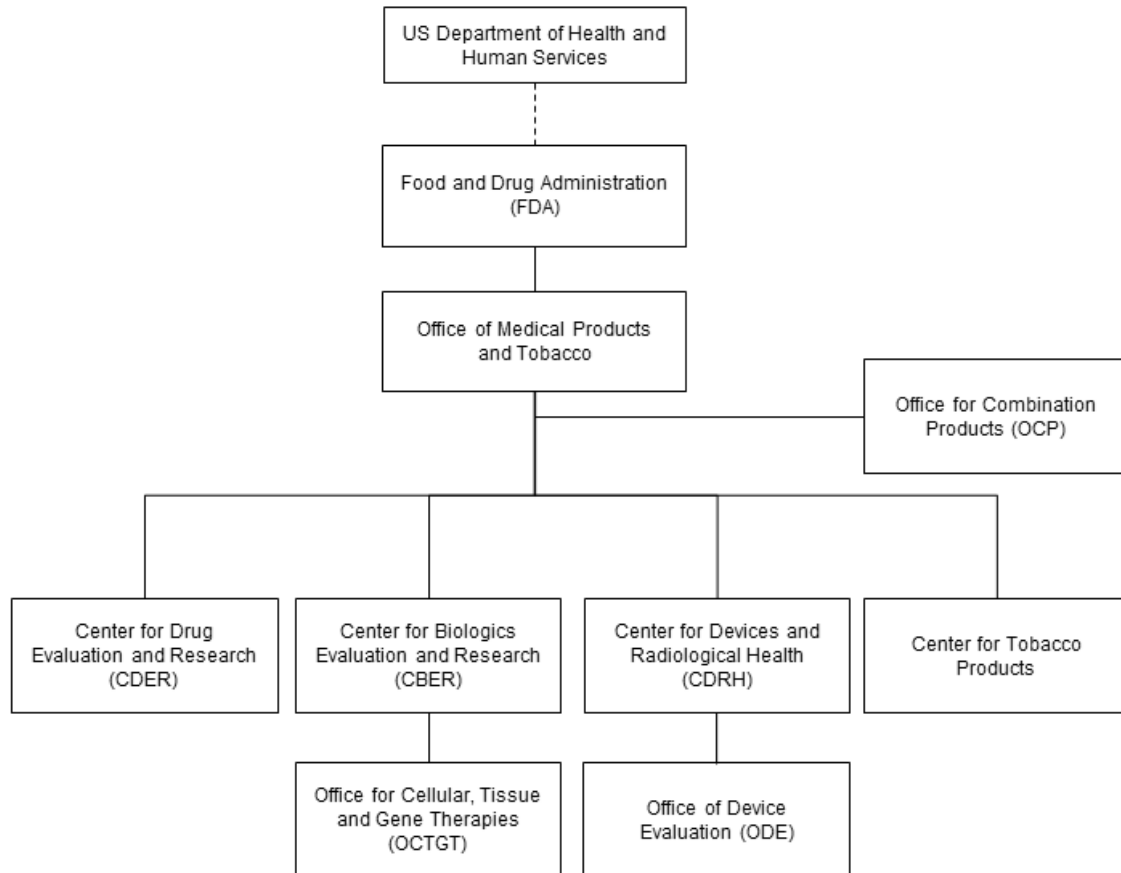 US Department of Health and
Human Services
Food and Drug Administration
(FDA)
Office of Medical Products
and Tobacco
Office for Combination
Products (OCP)
Center for Drug
Evaluation and Research
(CDER)
Center for Biologics
Evaluation and Research
(CBER)
Center for Devices and
Radiological Health
(CDRH)
Center for Tobacco
Products
Office for Cellular, Tissue
and Gene Therapies
(OCTGT)
Office of Device
Evaluation (ODE)